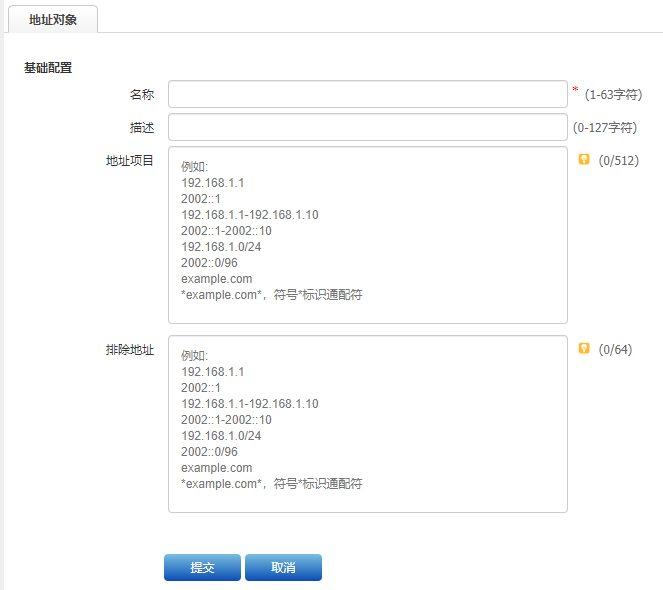 地址对象
基础配置
名称 * (1-63字符)
描述 (0-127字符)
地址项目 (0/512)
例如:
192.168.1.1
2002::1
192.168.1.1-192.168.1.10
2002::1-2002::10
192.168.1.0/24
2002::0/96
example.com
*example.com*，符号*标识通配符
排除地址 (0/64)
例如:
192.168.1.1
2002::1
192.168.1.1-192.168.1.10
2002::1-2002::10
192.168.1.0/24
2002::0/96
example.com
*example.com*，符号*标识通配符
提交 取消